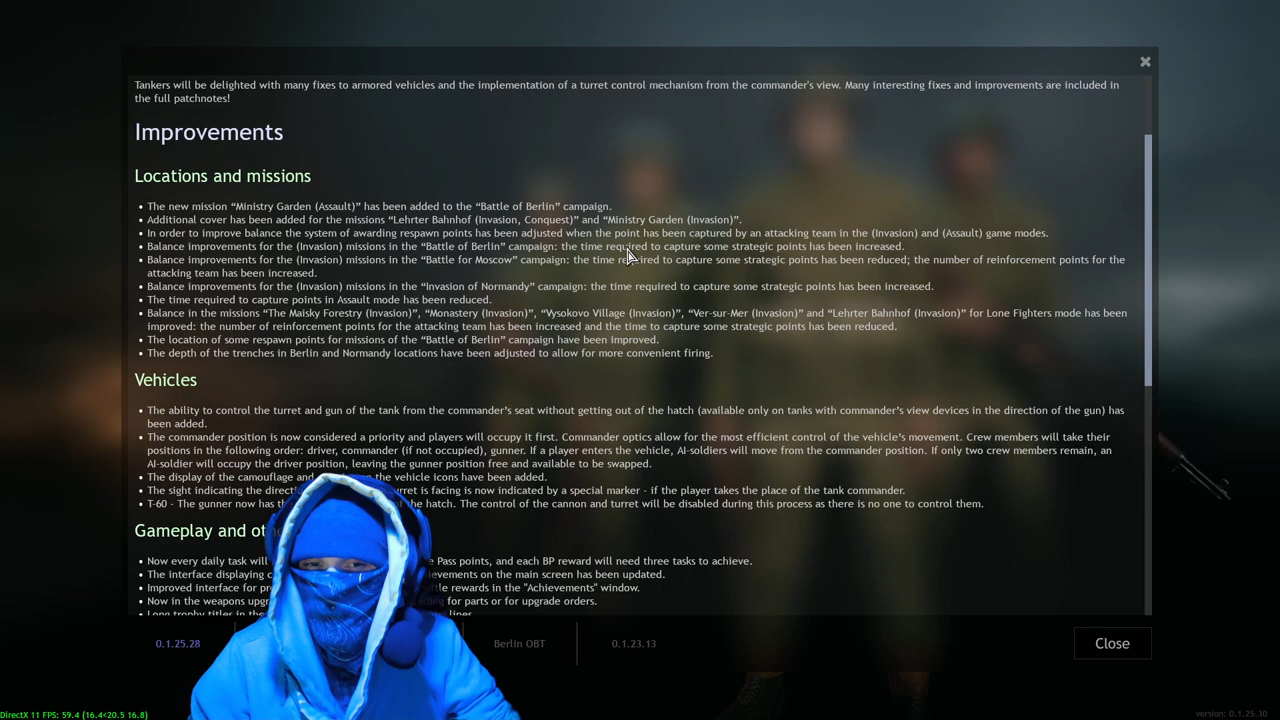 Tankers will be delighted with many fixes to armored vehicles and the implementation of a turret control mechanism from the commander's view. Many interesting fixes and improvements are included in
the full patchnotes!
Improvements
Locations and missions
• The new mission “Ministry Garden (Assault)” has been added to the “Battle of Berlin” campaign.
• Additional cover has been added for the missions “Lehrter Bahnhof (Invasion, Conquest)” and “Ministry Garden (Invasion)”.
• In order to improve balance the system of awarding respawn points has been adjusted when the point has been captured by an attacking team in the (Invasion) and (Assault) game modes.
• Balance improvements for the (Invasion) missions in the “Battle of Berlin” campaign: the time required to capture some strategic points has been increased.
• Balance improvements for the (Invasion) missions in the “Battle for Moscow” campaign: the time required to capture some strategic points has been reduced; the number of reinforcement points for the
attacking team has been increased.
• Balance improvements for the (Invasion) missions in the “Invasion of Normandy” campaign: the time required to capture some strategic points has been increased.
• The time required to capture points in Assault mode has been reduced.
• Balance in the missions “The Maisky Forestry (Invasion)”, “Monastery (Invasion)”, “Vysokovo Village (Invasion)”, “Ver-sur-Mer (Invasion)” and “Lehrter Bahnhof (Invasion)” for Lone Fighters mode has been
improved: the number of reinforcement points for the attacking team has been increased and the time to capture some strategic points has been reduced.
• The location of some respawn points for missions of the “Battle of Berlin” campaign have been improved.
• The depth of the trenches in Berlin and Normandy locations have been adjusted to allow for more convenient firing.
Vehicles
• The ability to control the turret and gun of the tank from the commander’s seat without getting out of the hatch (available only on tanks with commander’s view devices in the direction of the gun) has
been added.
• The commander position is now considered a priority and players will occupy it first. Commander optics allow for the most efficient control of the vehicle’s movement. Crew members will take their
positions in the following order: driver, commander (if not occupied), gunner. If a player enters the vehicle, AI-soldiers will move from the commander position. If only two crew members remain, an
AI-soldier will occupy the driver position, leaving the gunner position free and available to be swapped.
• The display of the camouflage and the vehicle icons have been added.
• The sight indicating the turret is facing is now indicated by a special marker - if the player takes the place of the tank commander.
• T-60 - The gunner now has the hatch. The control of the cannon and turret will be disabled during this process as there is no one to control them.
Gameplay and
• Now every daily task will Pass points, and each BP reward will need three tasks to achieve.
• The interface displaying on the main screen has been updated.
• Improved interface for rewards in the "Achievements" window.
• Now in the weapons for parts or for upgrade orders.
• Long trophy titles in the lines.
0.1.25.28 Berlin OBT 0.1.23.13 Close
DirectX 11 FPS: 59.4 (16.4<20.5 16.8) version: 0.1.25.30